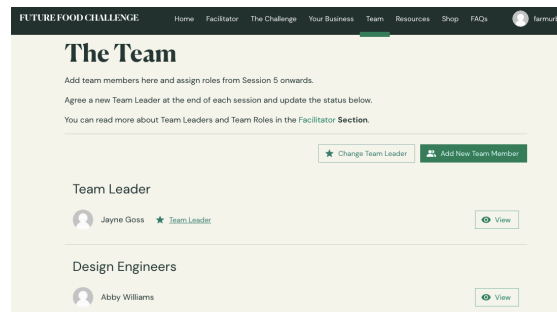 FUTURE FOOD CHALLENGE Home Facilitator The Challenge Your Business Team Resources Shop FAQs
The Team
Add team members here and assign roles from Session 5 onwards.
Agree a new Team Leader at the end of each session and update the status below.
You can read more about Team Leaders and Team Roles in the Facilitator Section.
Change Team Leader Add New Team Member
Team Leader
Jayne Goss Team Leader View
Design Engineers
Abby Williams View